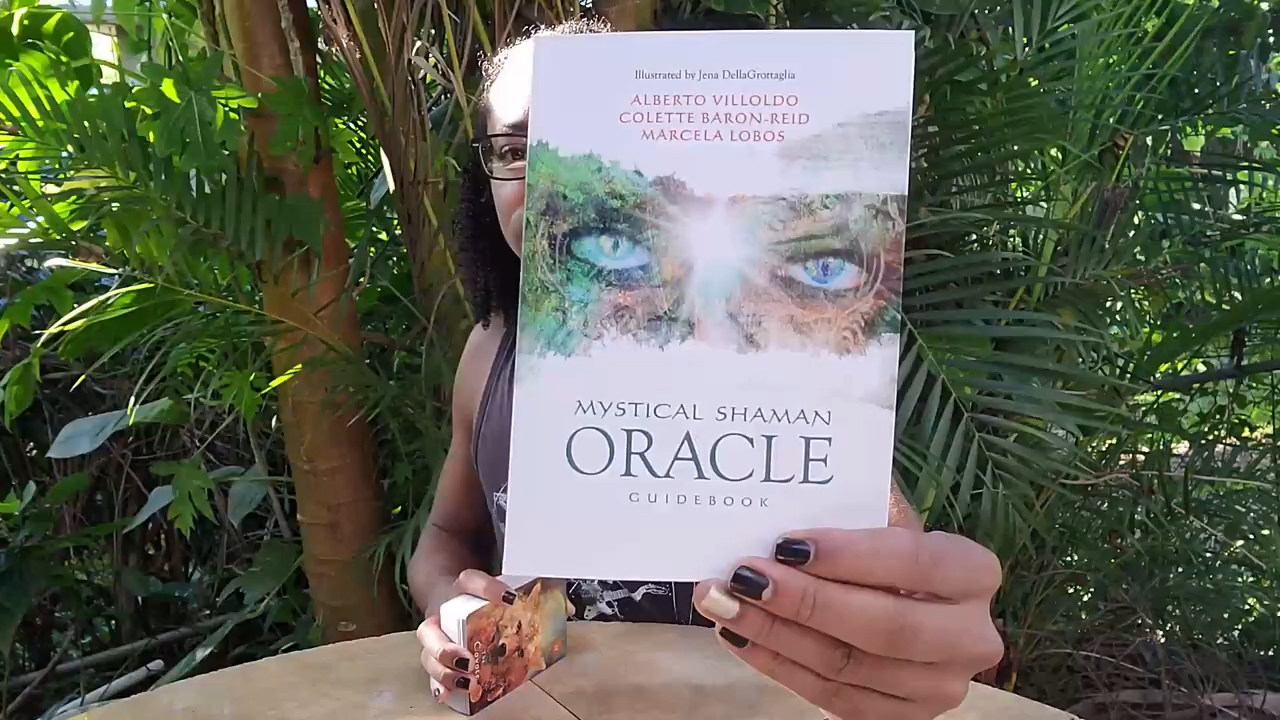 Illustrated by Jena DellaGrottaglia
ALBERTO VILLOLDO
COLETTE BARON-REID
MARCELA LOBOS
MYSTICAL SHAMAN
ORACLE
GUIDEBOOK